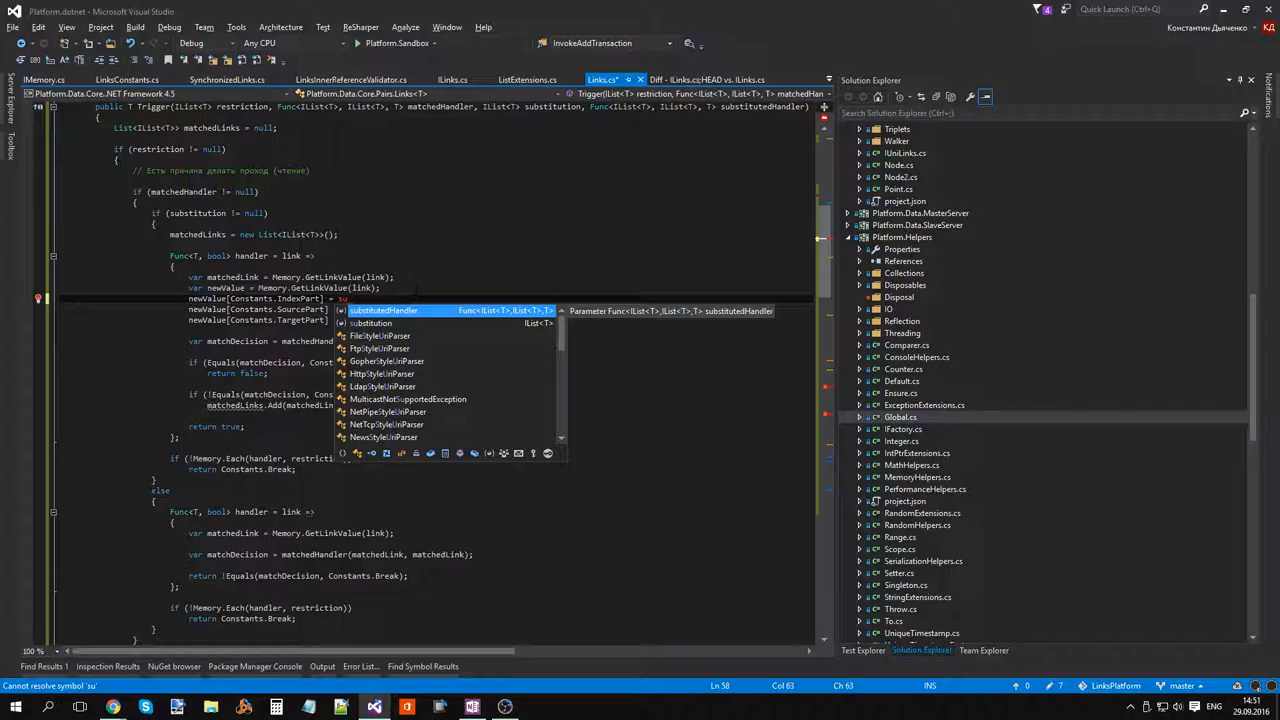 Platform.dotnet - Microsoft Visual Studio
4
Quick Launch (Ctrl+Q)
File Edit View Project Build Debug Team Tools Architecture Test ReSharper Analyze Window Help
Константин Дьяченко КД
Debug Any CPU Platform.Sandbox InvokeAddTransaction
IMemory.cs LinksConstants.cs SynchronizedLinks.cs LinksInnerReferenceValidator.cs ILinks.cs ListExtensions.cs Links.cs* Diff - ILinks.cs;HEAD vs. ILinks.cs
Platform.Data.Core..NET Framework 4.5 Platform.Data.Core.Pairs.Links<T> Trigger(IList<T> restriction, Func<IList<T>, IList<T>, T> matchedHan
Server Explorer
Toolbox
public T Trigger(IList<T> restriction, Func<IList<T>, IList<T>, T> matchedHandler, IList<T> substitution, Func<IList<T>, IList<T>, T> substitutedHandler)
{
List<IList<T>> matchedLinks = null;
if (restriction != null)
{
// Есть причина делать проход (чтение)
if (matchedHandler != null)
{
if (substitution != null)
{
matchedLinks = new List<IList<T>>();
Func<T, bool> handler = link =>
{
var matchedLink = Memory.GetLinkValue(link);
var newValue = Memory.GetLinkValue(link);
newValue[Constants.IndexPart] = su
newValue[Constants.SourcePart]
newValue[Constants.TargetPart]
var matchDecision = matchedHand
if (Equals(matchDecision, Const
return false;
if (!Equals(matchDecision, Cons
matchedLinks.Add(matchedLin
return true;
};
if (!Memory.Each(handler, restricti
return Constants.Break;
}
else
{
Func<T, bool> handler = link =>
{
var matchedLink = Memory.GetLinkValue(link);
var matchDecision = matchedHandler(matchedLink, matchedLink);
return !Equals(matchDecision, Constants.Break);
};
if (!Memory.Each(handler, restriction))
return Constants.Break;
}
}
substitutedHandler Func<IList<T>,IList<T>,T>
substitution IList<T>
FileStyleUriParser
FtpStyleUriParser
GopherStyleUriParser
HttpStyleUriParser
LdapStyleUriParser
MulticastNotSupportedException
NetPipeStyleUriParser
NetTcpStyleUriParser
NewsStyleUriParser
Parameter Func<IList<T>,IList<T>,T> substitutedHandler
100 %
Solution Explorer
Search Solution Explorer (Ctrl+;)
Triplets
Walker
IUniLinks.cs
Node.cs
Node2.cs
Point.cs
project.json
Platform.Data.MasterServer
Platform.Data.SlaveServer
Platform.Helpers
Properties
References
Collections
Disposables
Disposal
IO
Reflection
Threading
Comparer.cs
ConsoleHelpers.cs
Counter.cs
Default.cs
Ensure.cs
ExceptionExtensions.cs
Global.cs
IFactory.cs
Integer.cs
IntPtrExtensions.cs
MathHelpers.cs
MemoryHelpers.cs
PerformanceHelpers.cs
project.json
RandomExtensions.cs
RandomHelpers.cs
Range.cs
Scope.cs
SerializationHelpers.cs
Setter.cs
Singleton.cs
StringExtensions.cs
Throw.cs
To.cs
UniqueTimestamp.cs
Test Explorer Solution Explorer Team Explorer
Notifications
Find Results 1 Inspection Results NuGet browser Package Manager Console Output Error List... Find Symbol Results
Cannot resolve symbol 'su' Ln 58 Col 63 Ch 63 INS 0 7 LinksPlatform master
ENG
14:51
29.09.2016